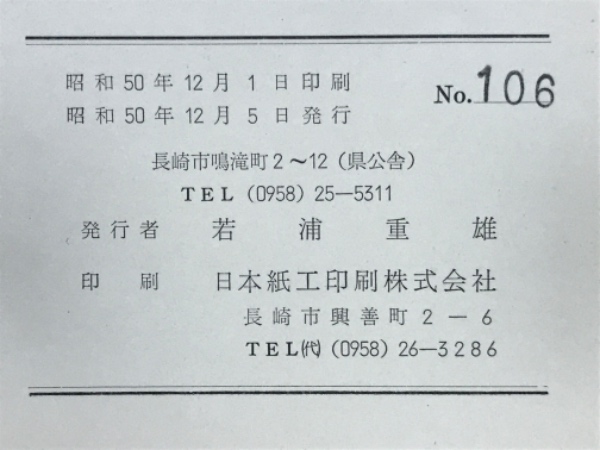 昭和50年12月1日印刷
No.106
昭和50年12月5日発行
長崎市鳴滝町2〜12（県公舎）
TEL（0958）25—5311
発行者 若浦重雄
印刷 日本紙工印刷株式会社
長崎市興善町2—6
TEL㈹（0958）26—3286